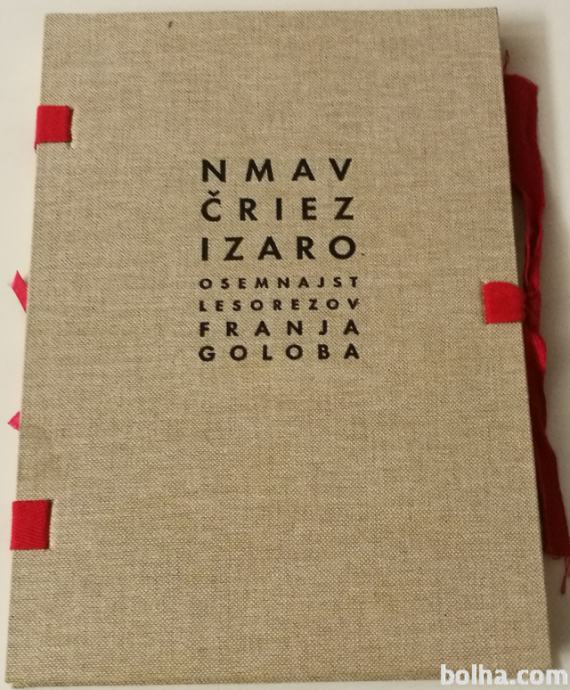 NMAV
ČRIEZ
IZARO
OSEMNAJST
LESOREZOV
FRANJA
GOLOBA
bolha.com